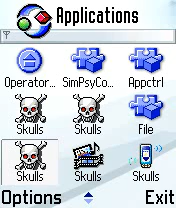 Applications
Operator... SimPsyCo... Appctrl
Skulls Skulls File
Skulls Skulls Skulls
Options Exit